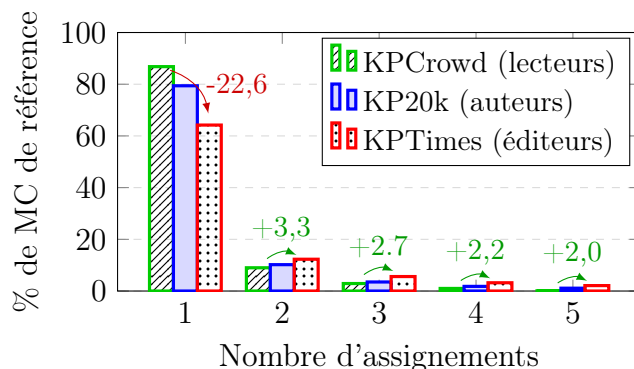 % de MC de référence
100
80
60
40
20
0
KPCrowd (lecteurs)
KP20k (auteurs)
KPTimes (éditeurs)
-22,6
+3,3
+2.7
+2,2
+2,0
1 2 3 4 5
Nombre d'assignements